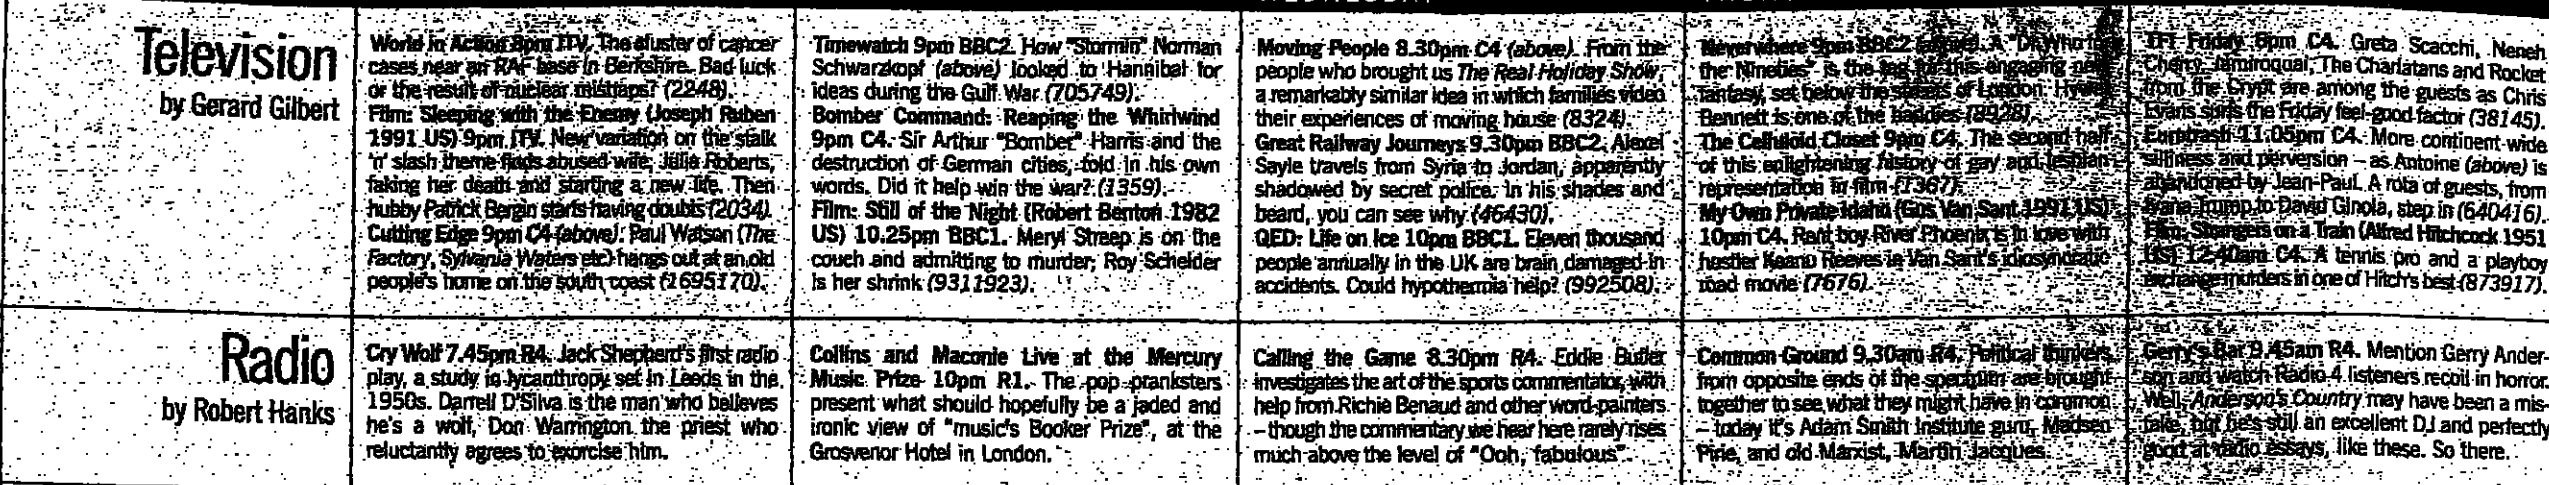 Television
by Gerard Gilbert
World in Action 8pm ITV. The cluster of cancer
cases near an RAF base in Berkshire. Bad luck
or the result of nuclear mishaps? (2248).
Film: Sleeping with the Enemy (Joseph Ruben
1991 US) 9pm ITV. New variation on the stalk
'n' slash theme finds abused wife, Julia Roberts,
faking her death and starting a new life. Then
hubby Patrick Bergin starts having doubts (2034).
Cutting Edge 9pm C4 (above). Paul Watson (The
Factory, Sylvania Waters etc) hangs out at an old
people's home on the south coast (1695170).
Timewatch 9pm BBC2. How "Stormin" Norman
Schwarzkopf (above) looked to Hannibal for
ideas during the Gulf War (705749).
Bomber Command: Reaping the Whirlwind
9pm C4. Sir Arthur "Bomber" Harris and the
destruction of German cities, told in his own
words. Did it help win the war? (1359).
Film: Still of the Night (Robert Benton 1982
US) 10.25pm BBC1. Meryl Streep is on the
couch and admitting to murder; Roy Scheider
is her shrink (9311923).
Moving People 8.30pm C4 (above). From the
people who brought us The Real Holiday Show,
a remarkably similar idea in which families video
their experiences of moving house (8324).
Great Railway Journeys 9.30pm BBC2. Alexei
Sayle travels from Syria to Jordan, apparently
shadowed by secret police. In his shades and
beard, you can see why (46430).
QED: Life on Ice 10pm BBC1. Eleven thousand
people annually in the UK are brain damaged in
accidents. Could hypothermia help? (992508).
Neverwhere 9pm BBC2 (above). A "Dr Who for
the Nineties" is the tag for this engaging new
fantasy, set below the streets of London. Hywel
Bennett is one of the baddies (8928).
The Celluloid Closet 9pm C4. The second half
of this enlightening history of gay and lesbian
representation in film (1367).
My Own Private Idaho (Gus Van Sant 1991 US)
10pm C4. Rent boy River Phoenix is in love with
hustler Keanu Reeves in Van Sant's idiosyncratic
road movie (7676).
TFI Friday 6pm C4. Greta Scacchi, Neneh
Cherry, Jamiroquai, The Charlatans and Rocket
from the Crypt are among the guests as Chris
Evans spins the Friday feel-good factor (38145).
Eurotrash 11.05pm C4. More continent-wide
silliness and perversion – as Antoine (above) is
abandoned by Jean-Paul. A rota of guests, from
Ivana Trump to David Ginola, step in (640416).
Film: Strangers on a Train (Alfred Hitchcock 1951
US) 12.40am C4. A tennis pro and a playboy
exchange murders in one of Hitch's best (873917).
Radio
by Robert Hanks
Cry Wolf 7.45pm R4. Jack Shepherd's first radio
play, a study in lycanthropy set in Leeds in the
1950s. Darrell D'Silva is the man who believes
he's a wolf, Don Warrington the priest who
reluctantly agrees to exorcise him.
Collins and Maconie Live at the Mercury
Music Prize 10pm R1. The pop pranksters
present what should hopefully be a jaded and
ironic view of "music's Booker Prize", at the
Grosvenor Hotel in London.
Calling the Game 8.30pm R4. Eddie Butler
investigates the art of the sports commentator, with
help from Richie Benaud and other word-painters
– though the commentary we hear here rarely rises
much above the level of "Ooh, fabulous".
Common Ground 9.30am R4. Political thinkers
from opposite ends of the spectrum are brought
together to see what they might have in common
– today it's Adam Smith Institute guru, Madsen
Pirie, and old Marxist, Martin Jacques.
Gerry's Bar 9.45am R4. Mention Gerry Ander-
son and watch Radio 4 listeners recoil in horror.
Well, Anderson's Country may have been a mis-
take, but he's still an excellent DJ and perfectly
good at radio essays, like these. So there.